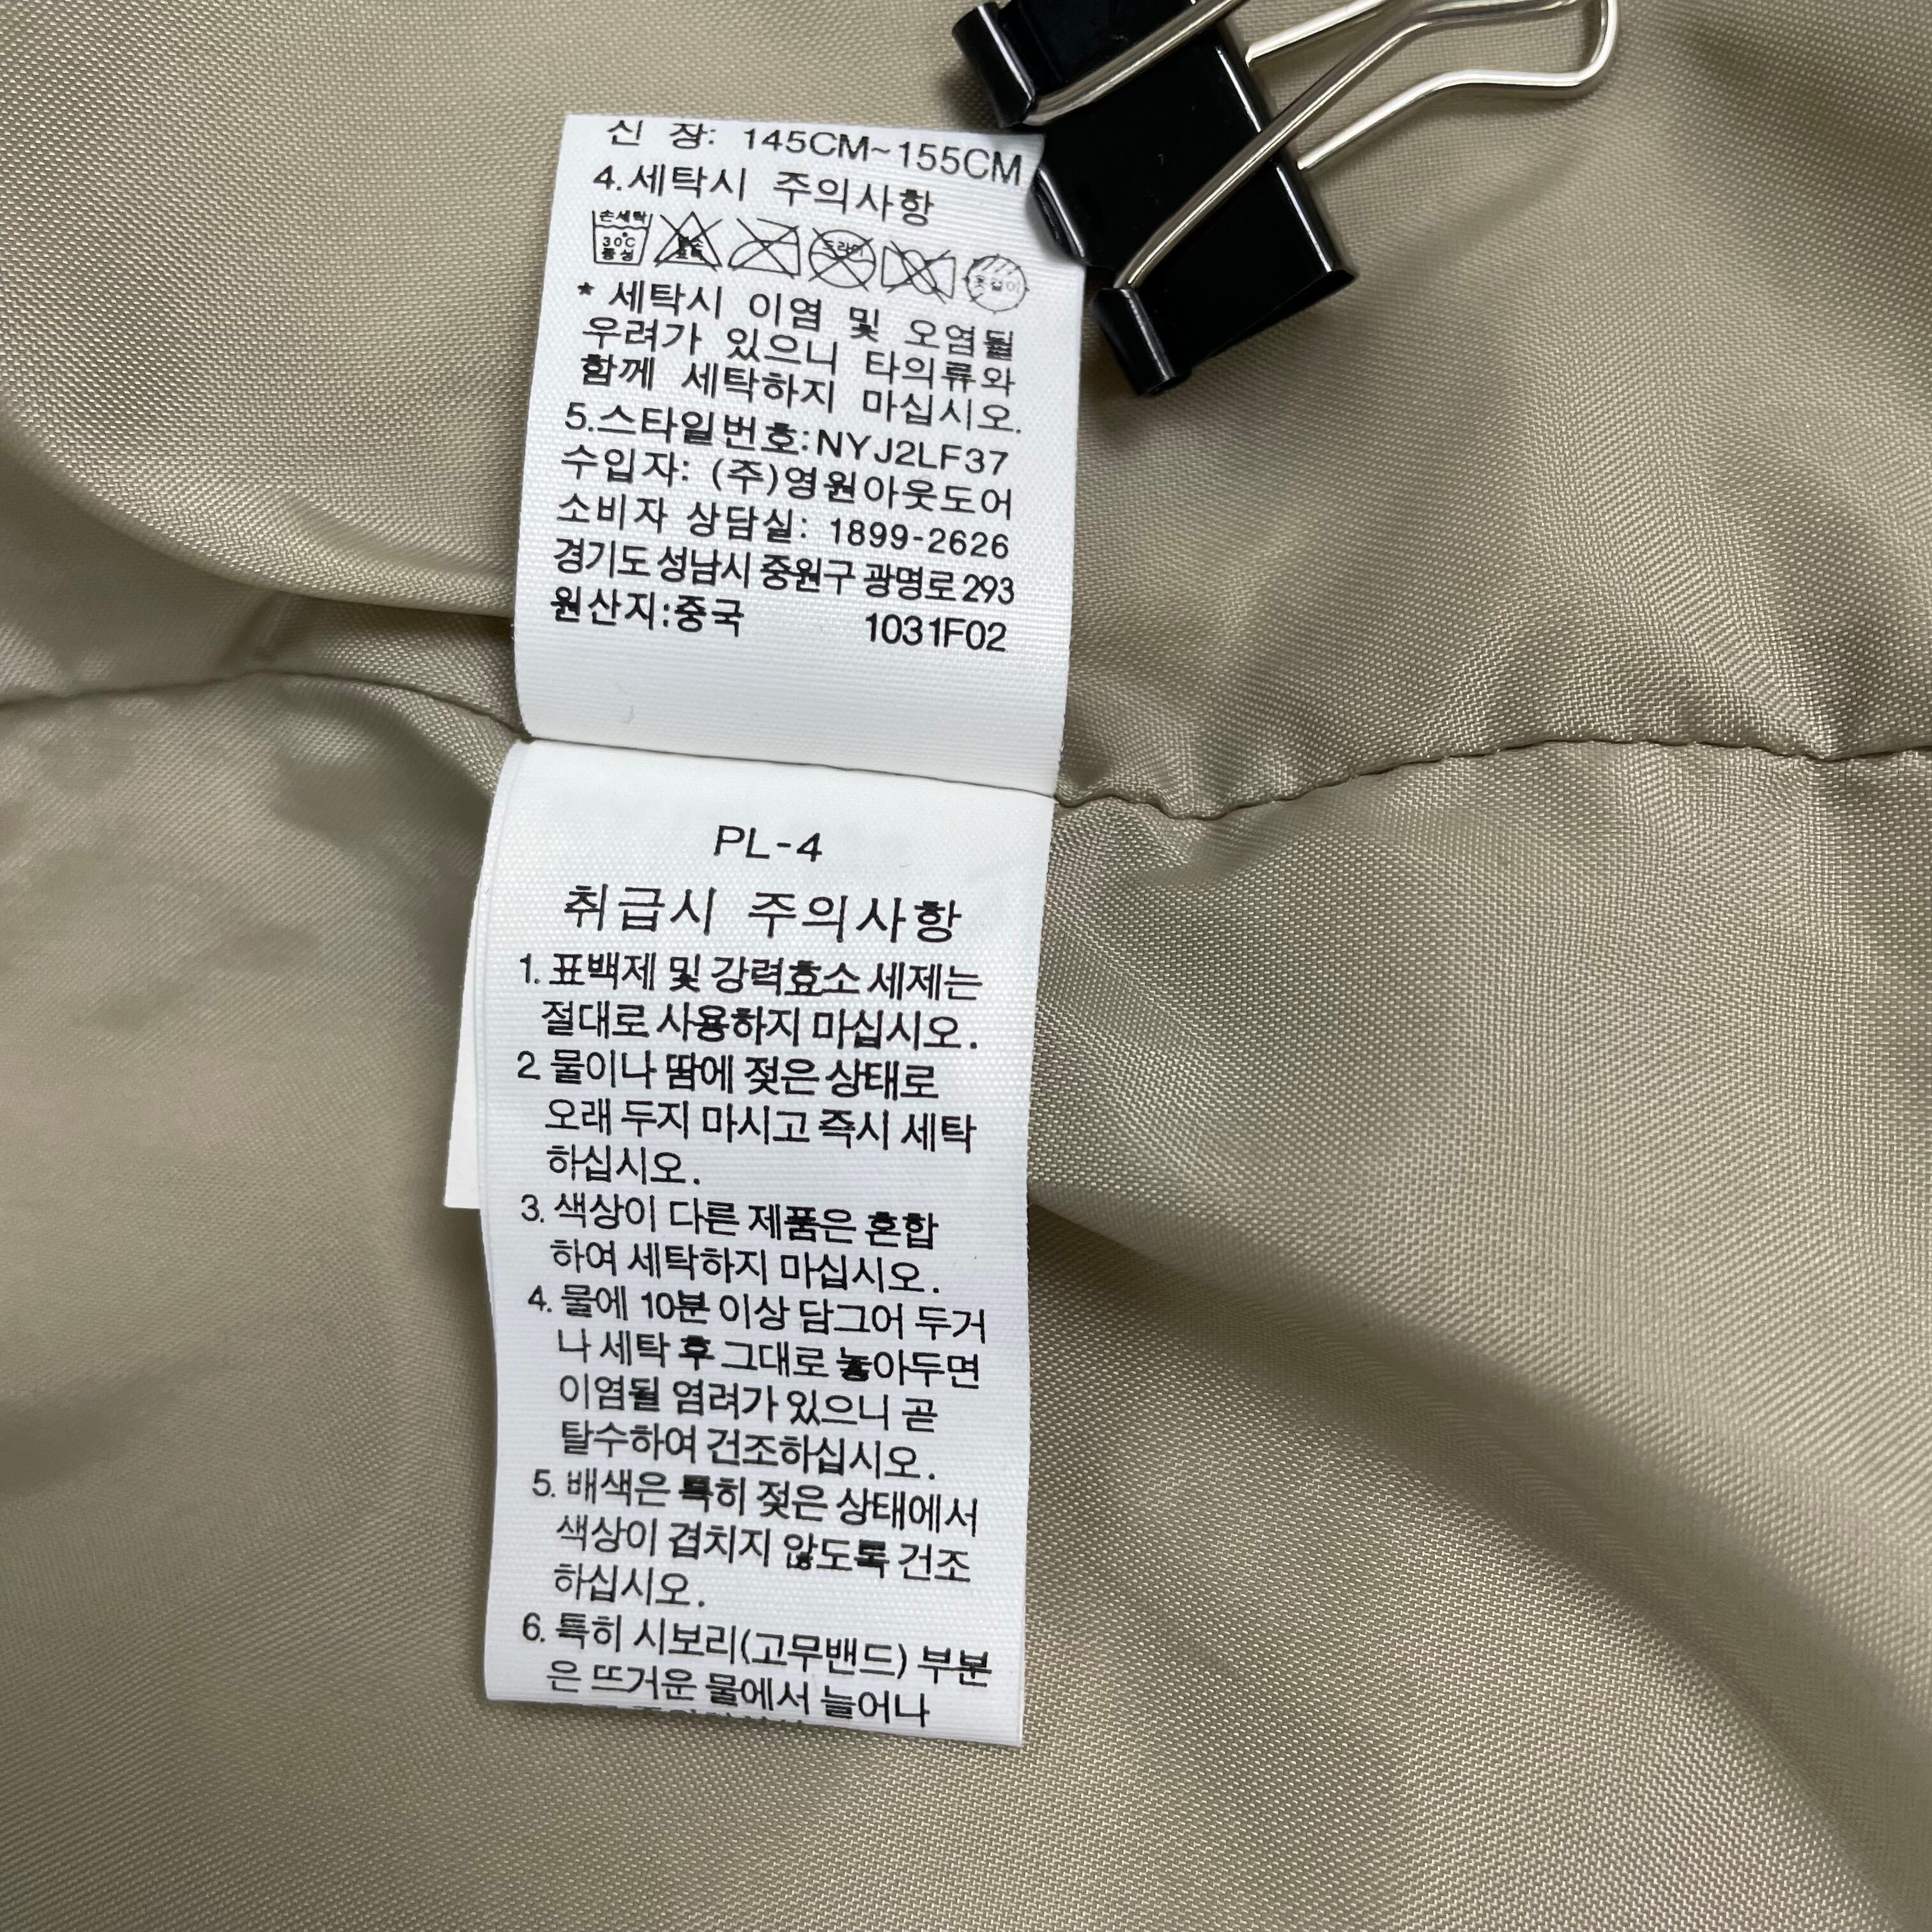 신 장: 145CM~155CM
4.세탁시 주의사항
손세탁
30℃
중성
드라이
옷걸이
* 세탁시 이염 및 오염될
우려가 있으니 타의류와
함께 세탁하지 마십시오.
5.스타일번호:NYJ2LF37
수입자: (주)영원아웃도어
소비자 상담실: 1899-2626
경기도 성남시 중원구 광명로 293
원산지:중국 1031F02
PL-4
취급시 주의사항
1. 표백제 및 강력효소 세제는
절대로 사용하지 마십시오.
2. 물이나 땀에 젖은 상태로
오래 두지 마시고 즉시 세탁
하십시오.
3. 색상이 다른 제품은 혼합
하여 세탁하지 마십시오.
4. 물에 10분 이상 담그어 두거
나 세탁 후 그대로 놓아두면
이염될 염려가 있으니 곧
탈수하여 건조하십시오.
5. 배색은 특히 젖은 상태에서
색상이 겹치지 않도록 건조
하십시오.
6. 특히 시보리(고무밴드) 부분
은 뜨거운 물에서 늘어나